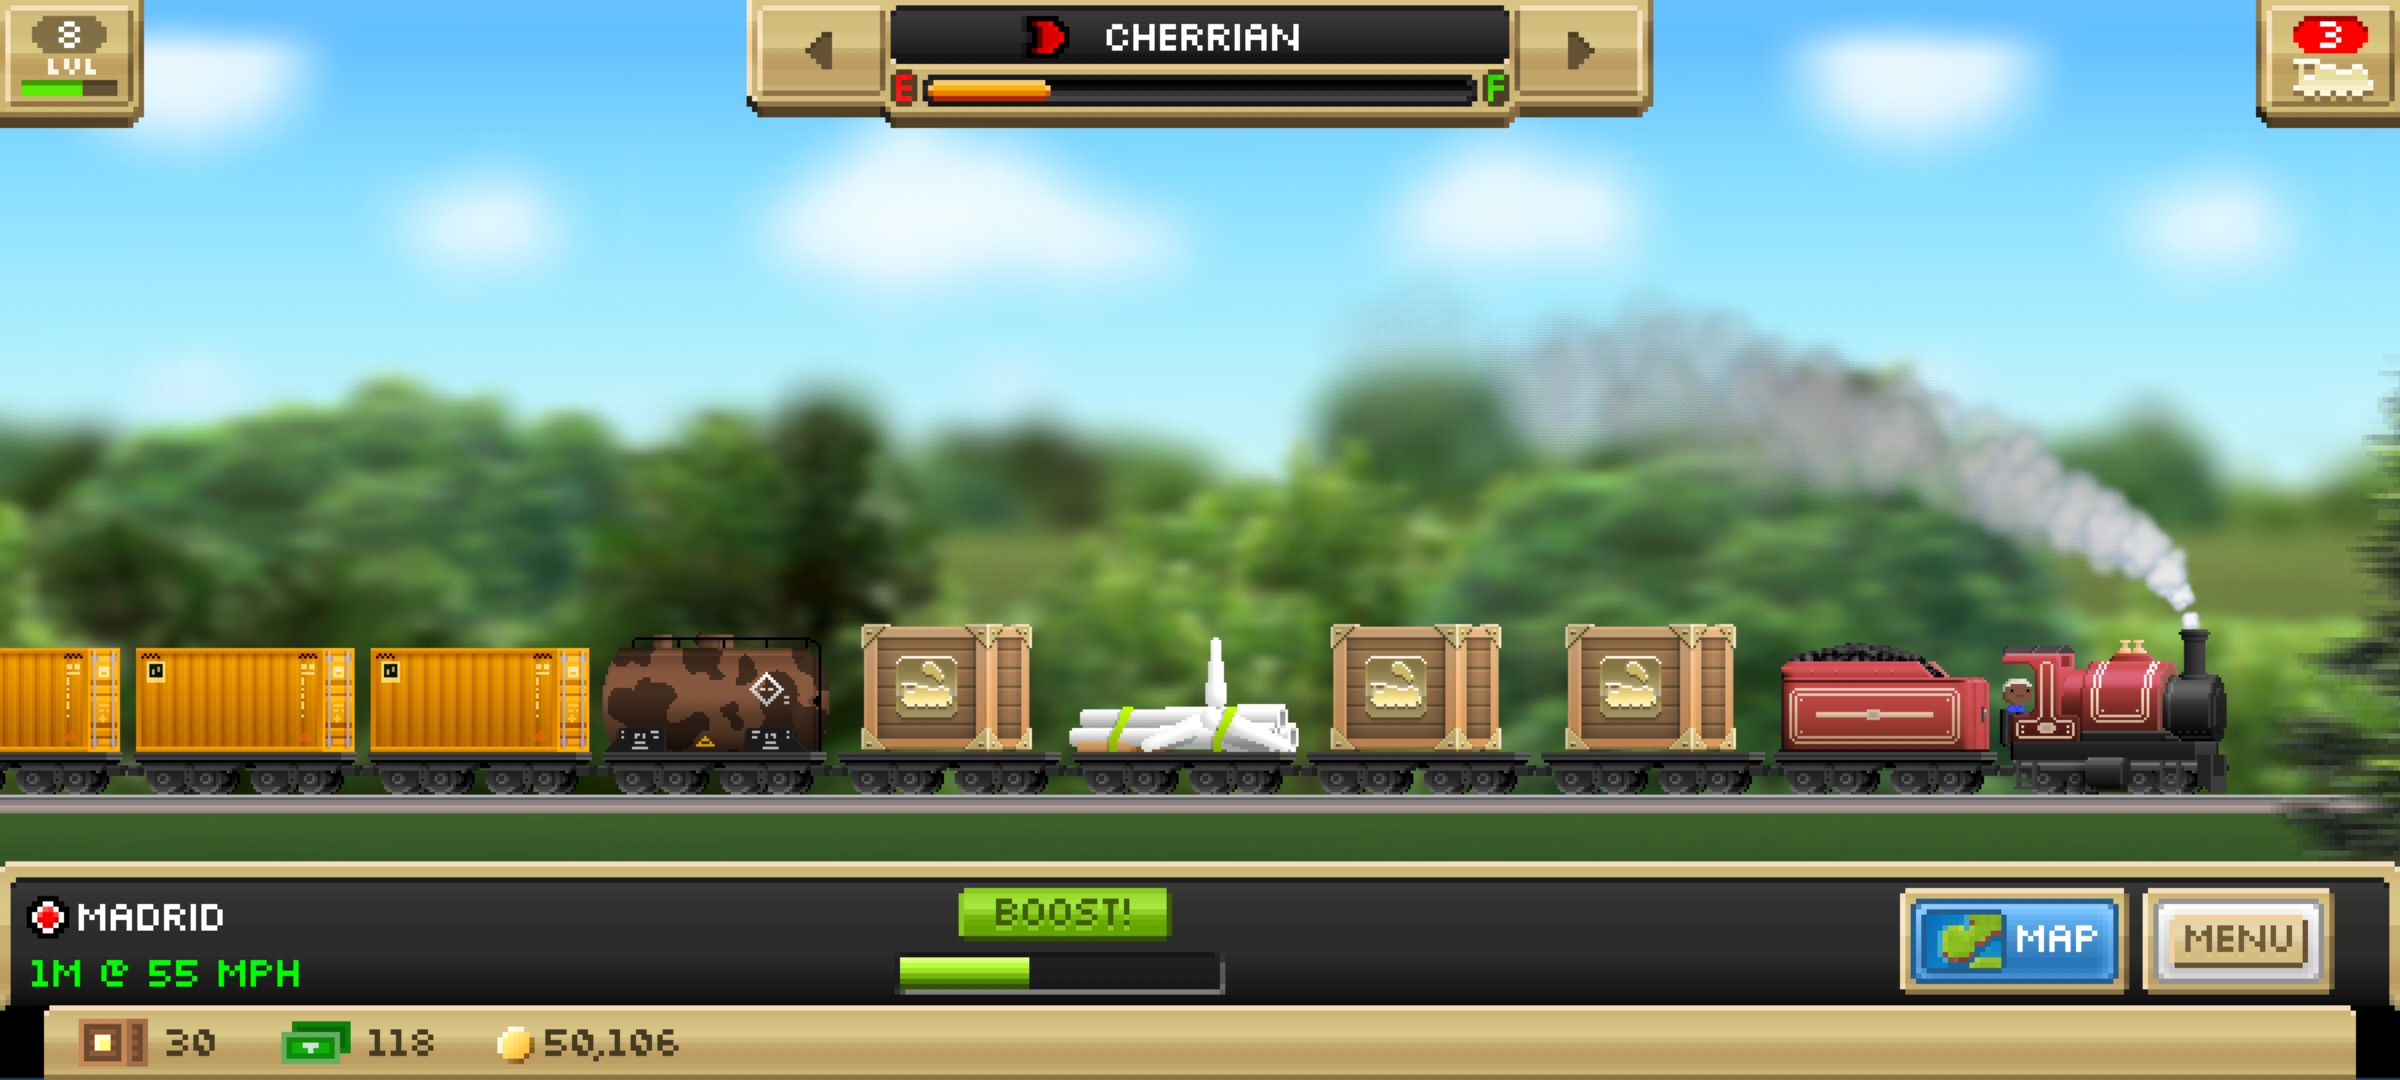 8
LVL
CHERRIAN
E F
3
MADRID
1M @ 55 MPH
BOOST!
MAP
MENU
30
118
50,106